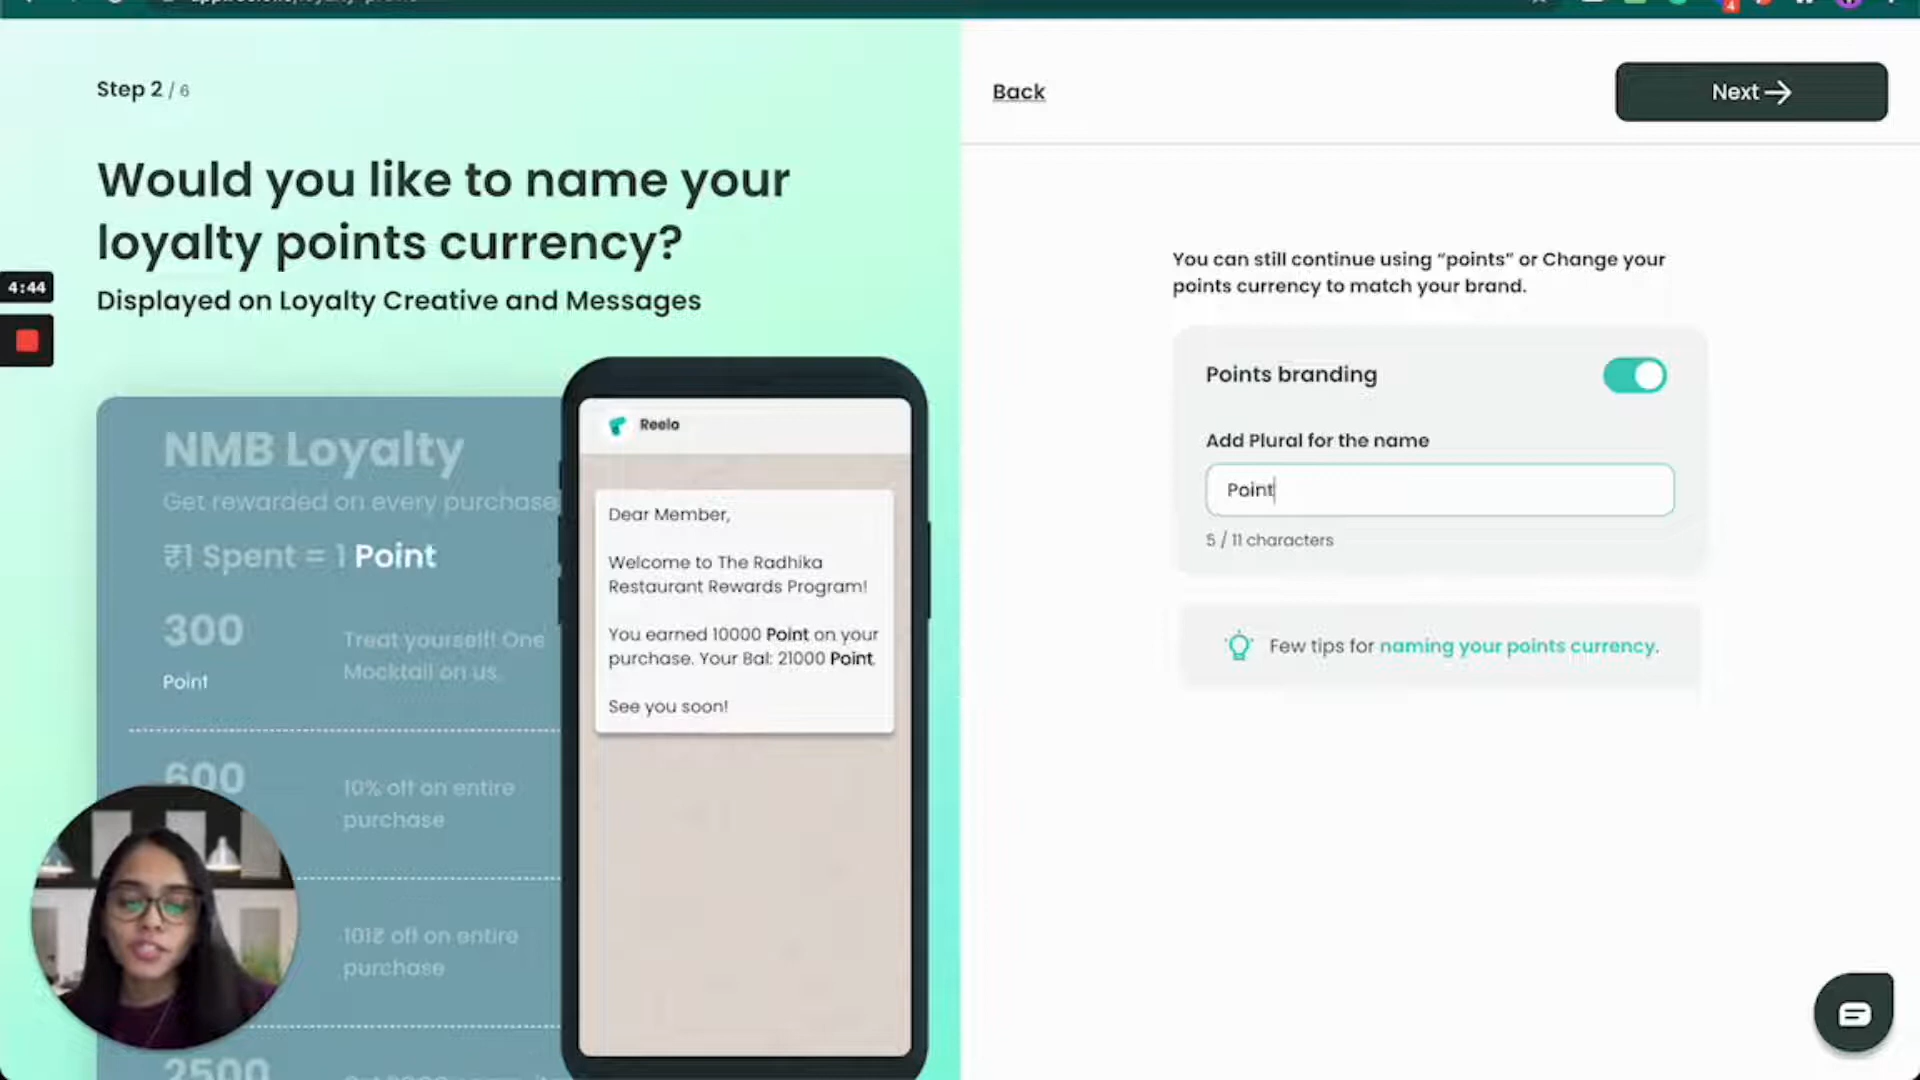 4
Step 2 / 6
Back
Next
Would you like to name your
loyalty points currency?
Displayed on Loyalty Creative and Messages
4:44
You can still continue using “points” or Change your
points currency to match your brand.
Points branding
Add Plural for the name
Point
5 / 11 characters
Few tips for naming your points currency.
NMB Loyalty
Get rewarded on every purchase
₹1 Spent = 1 Point
300
Point
Treat yourself! One
Mocktail on us.
600
10% off on entire
purchase
101₹ off on entire
purchase
2500
Reelo
Dear Member,
Welcome to The Radhika
Restaurant Rewards Program!
You earned 10000 Point on your
purchase. Your Bal: 21000 Point.
See you soon!